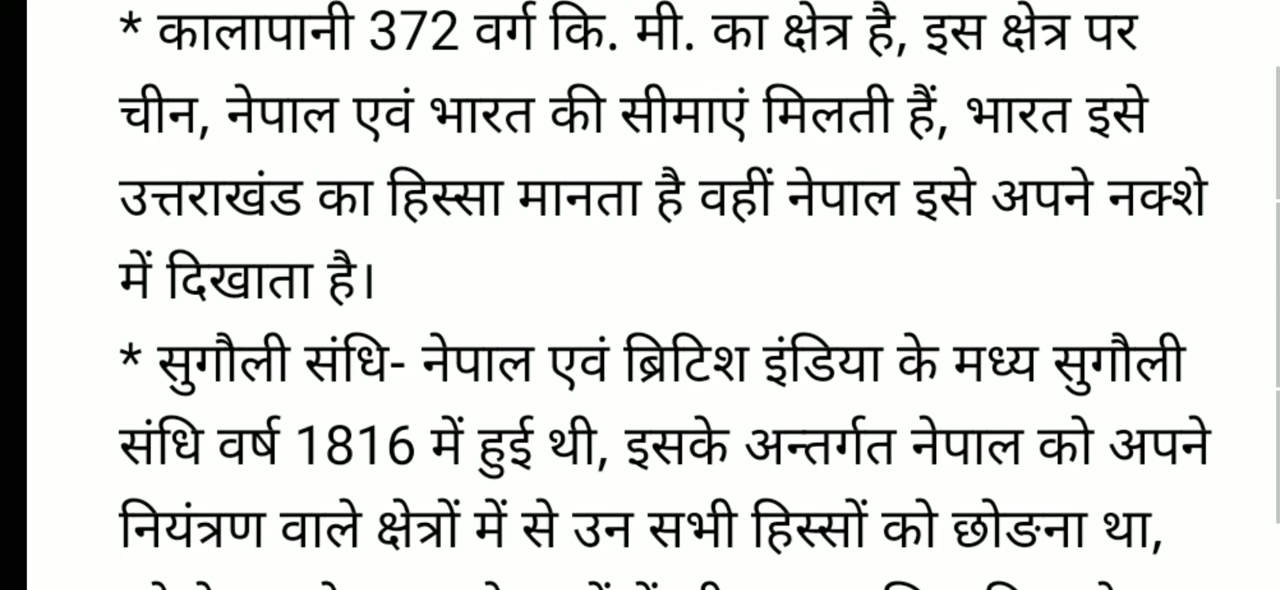 * कालापानी 372 वर्ग कि. मी. का क्षेत्र है, इस क्षेत्र पर
चीन, नेपाल एवं भारत की सीमाएं मिलती हैं, भारत इसे
उत्तराखंड का हिस्सा मानता है वहीं नेपाल इसे अपने नक्शे
में दिखाता है।
* सुगौली संधि- नेपाल एवं ब्रिटिश इंडिया के मध्य सुगौली
संधि वर्ष 1816 में हुई थी, इसके अन्तर्गत नेपाल को अपने
नियंत्रण वाले क्षेत्रों में से उन सभी हिस्सों को छोङना था,